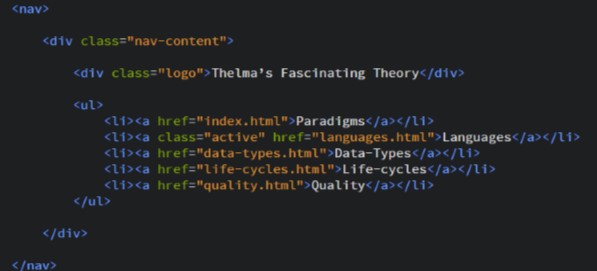 <nav>
<div class="nav-content">
<div class="logo">Thelma's Fascinating Theory</div>
<ul>
<li><a href="index.html">Paradigms</a></li>
<li><a class="active" href="languages.html">Languages</a></li>
<li><a href="data-types.html">Data-Types</a></li>
<li><a href="life-cycles.html">Life-cycles</a></li>
<li><a href="quality.html">Quality</a></li>
</ul>
</div>
</nav>